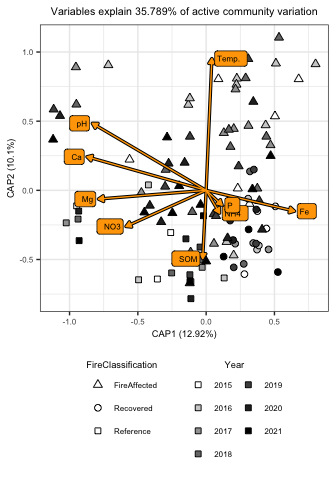 Variables explain 35.789% of active community variation
CAP2 (10.1%)
1.0
0.5
0.0
-0.5
Temp.
pH
Ca
Mg
NO3
P
NH4
Fe
SOM
-1.0
-0.5
0.0
0.5
CAP1 (12.92%)
FireClassification
FireAffected
Recovered
Reference
Year
2015
2016
2017
2018
2019
2020
2021